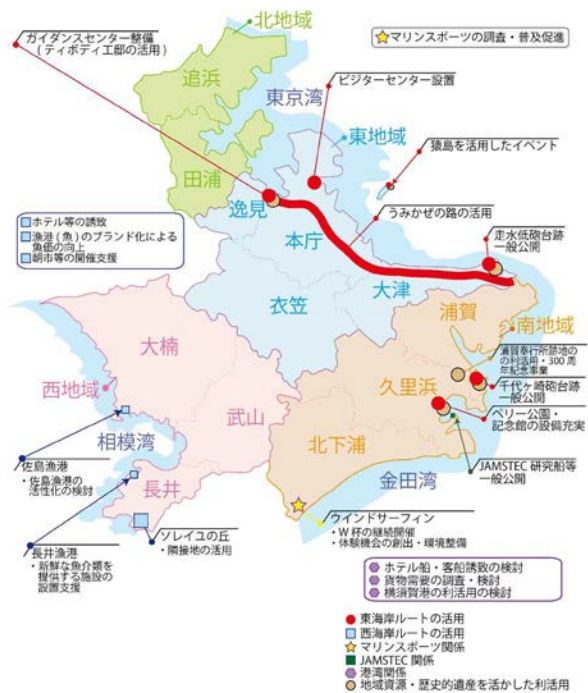 ガイダンスセンター整備
(ティボディエ邸の活用)
北地域
マリンスポーツの調査・普及促進
追浜
東京湾
ビジターセンター設置
東地域
猿島を活用したイベント
田浦
逸見
うみかぜの路の活用
ホテル等の誘致
漁港(魚)のブランド化による
魚価の向上
朝市等の開催支援
本庁
走水低砲台跡
一般公開
衣笠
大津
浦賀
南地域
大楠
浦賀奉行所跡地の
の利活用・300周
年記念事業
西地域
久里浜
千代ヶ崎砲台跡
一般公開
武山
ペリー公園・
記念館の設備充実
相模湾
北下浦
佐島漁港
・佐島漁港の
活性化の検討
長井
金田湾
JAMSTEC 研究船等
一般公開
ソレイユの丘
・隣接地の活用
ウインドサーフィン
・W杯の継続開催
・体験機会の創出・環境整備
長井漁港
・新鮮な魚介類を
提供する施設の
設置支援
ホテル船・客船誘致の検討
貨物需要の調査・検討
横須賀港の利活用の検討
東海岸ルートの活用
西海岸ルートの活用
マリンスポーツ関係
JAMSTEC 関係
港湾関係
地域資源・歴史的遺産を活かした利活用